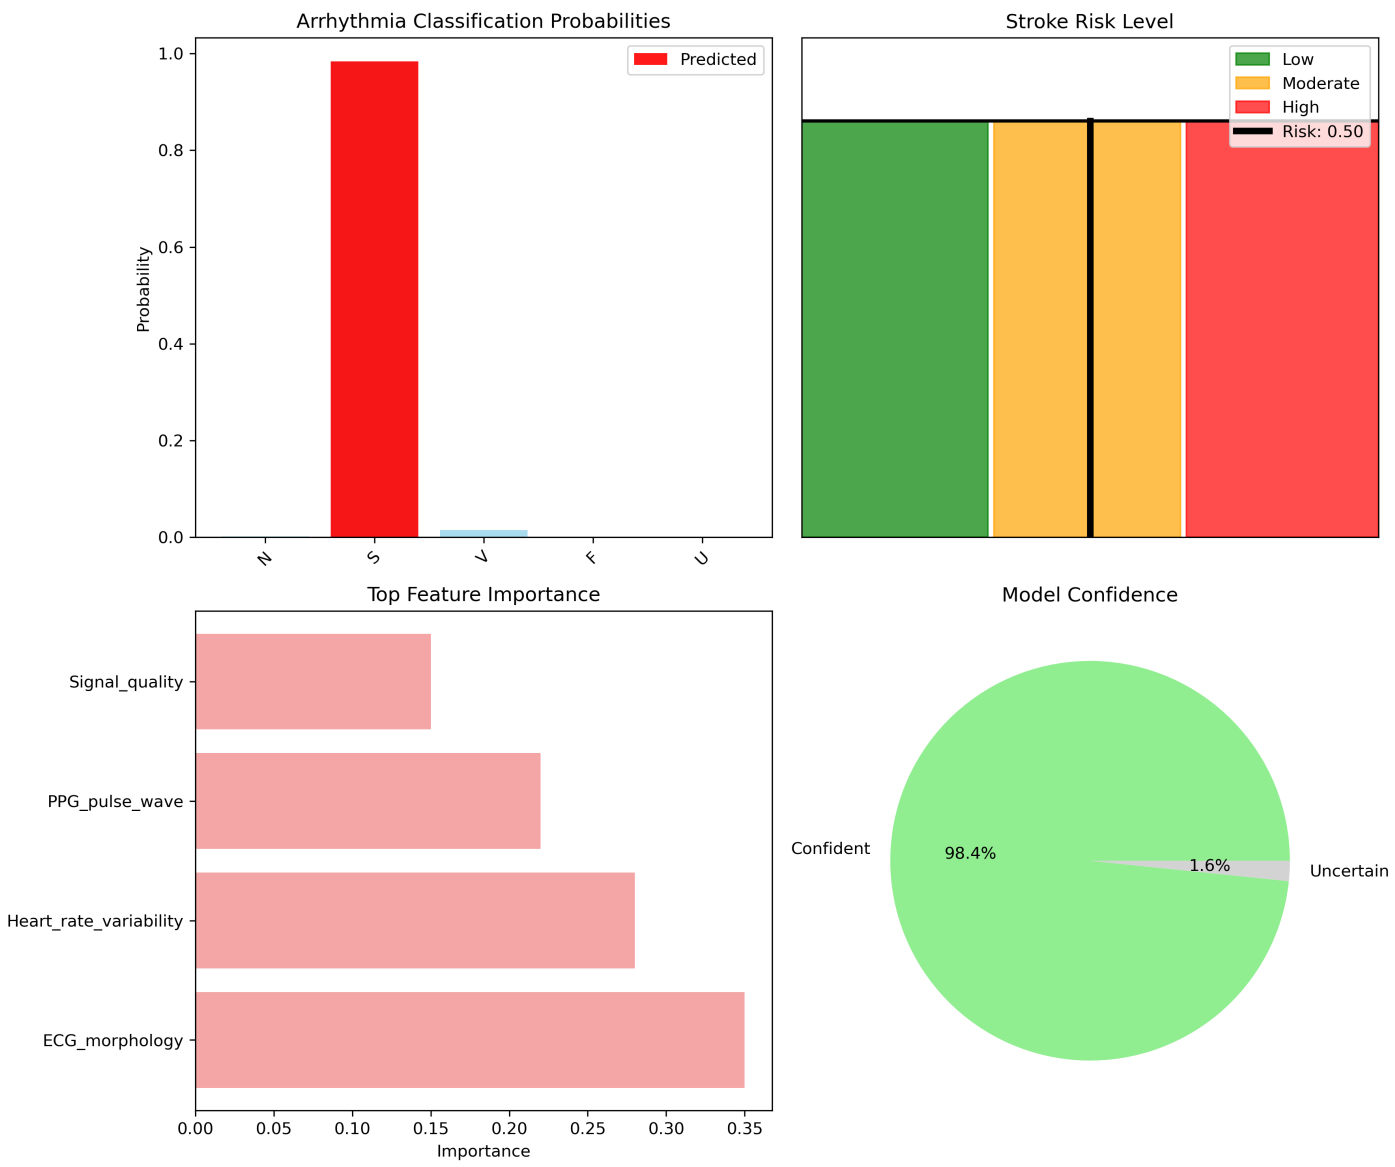 Arrhythmia Classification Probabilities
Probability
1.0
0.8
0.6
0.4
0.2
0.0
Predicted
N
S
V
F
U
Stroke Risk Level
Low
Moderate
High
Risk: 0.50
Top Feature Importance
Signal_quality
PPG_pulse_wave
Heart_rate_variability
ECG_morphology
0.00 0.05 0.10 0.15 0.20 0.25 0.30 0.35
Importance
Model Confidence
Confident
98.4%
1.6%
Uncertain